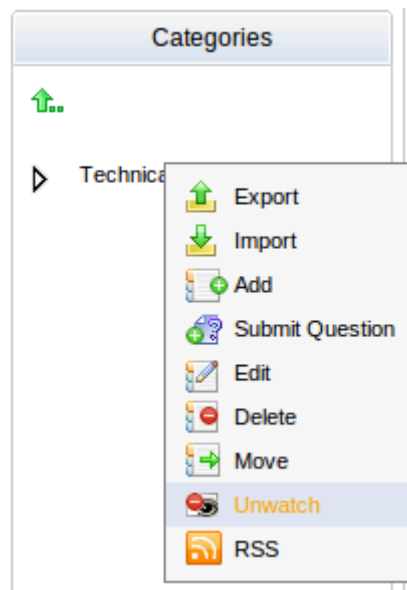 Categories
Technica
Export
Import
Add
Submit Question
Edit
Delete
Move
Unwatch
RSS